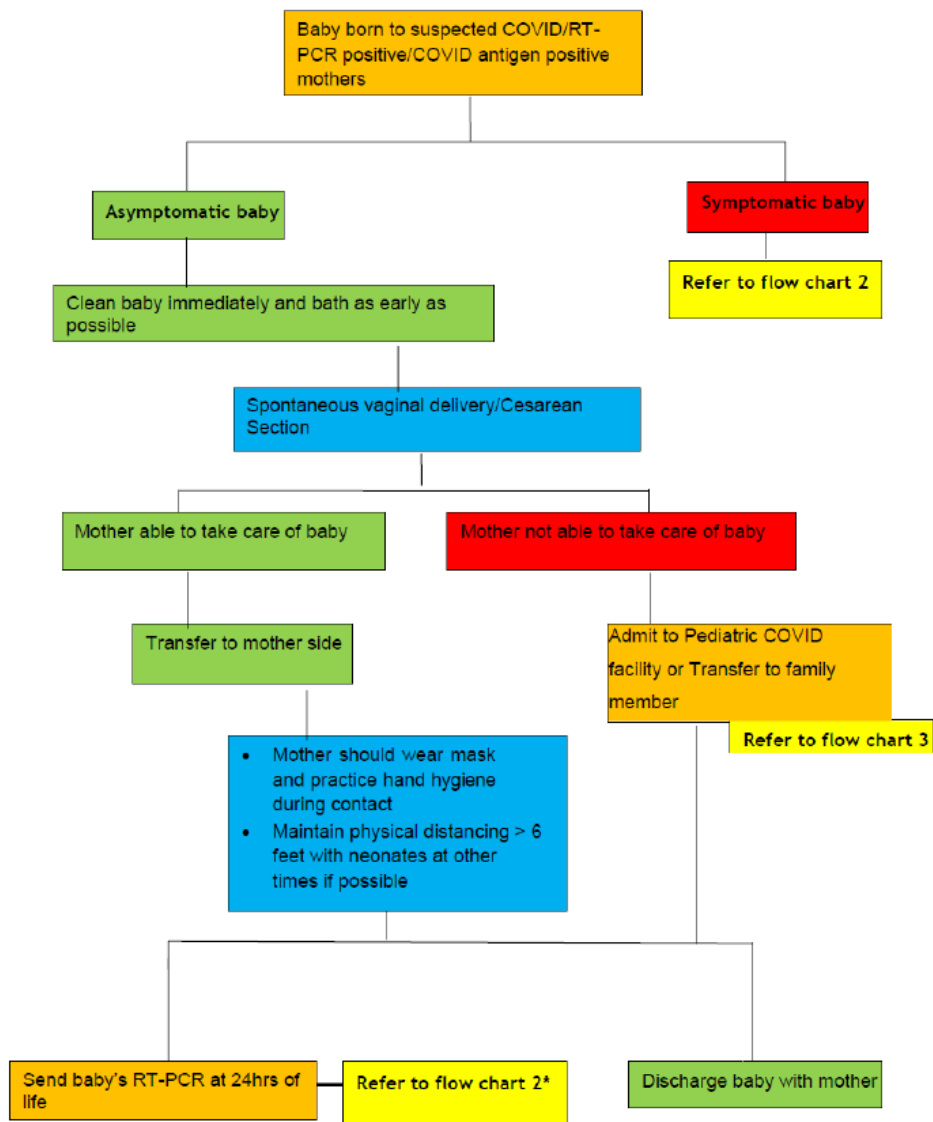 Baby born to suspected COVID/RT-
PCR positive/COVID antigen positive
mothers
Asymptomatic baby
Symptomatic baby
Refer to flow chart 2
Clean baby immediately and bath as early as
possible
Spontaneous vaginal delivery/Cesarean
Section
Mother able to take care of baby
Mother not able to take care of baby
Transfer to mother side
Admit to Pediatric COVID
facility or Transfer to family
member
Refer to flow chart 3
• Mother should wear mask
and practice hand hygiene
during contact
• Maintain physical distancing > 6
feet with neonates at other
times if possible
Send baby's RT-PCR at 24hrs of
life
Refer to flow chart 2*
Discharge baby with mother